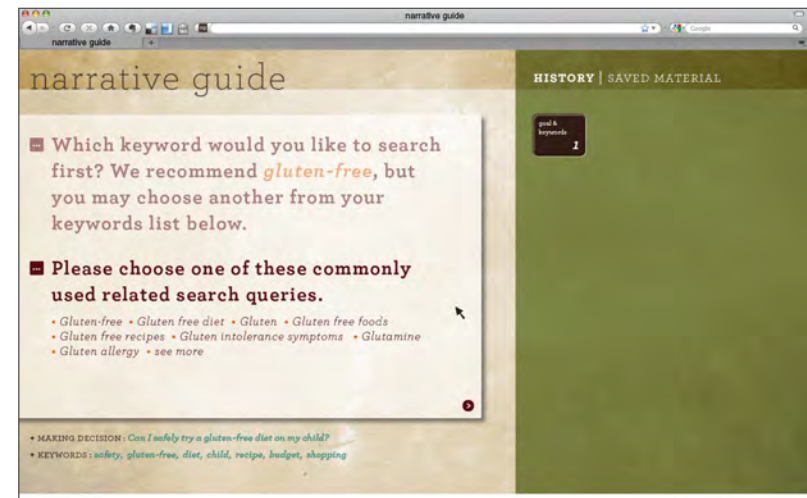 narrative guide
Google
narrative guide
+
narrative guide
HISTORY | SAVED MATERIAL
goal &
keywords
1
Which keyword would you like to search
first? We recommend gluten-free, but
you may choose another from your
keywords list below.
Please choose one of these commonly
used related search queries.
• Gluten-free • Gluten free diet • Gluten • Gluten free foods
• Gluten free recipes • Gluten intolerance symptoms • Glutamine
• Gluten allergy • see more
• MAKING DECISION : Can I safely try a gluten-free diet on my child?
• KEYWORDS : safety, gluten-free, diet, child, recipe, budget, shopping